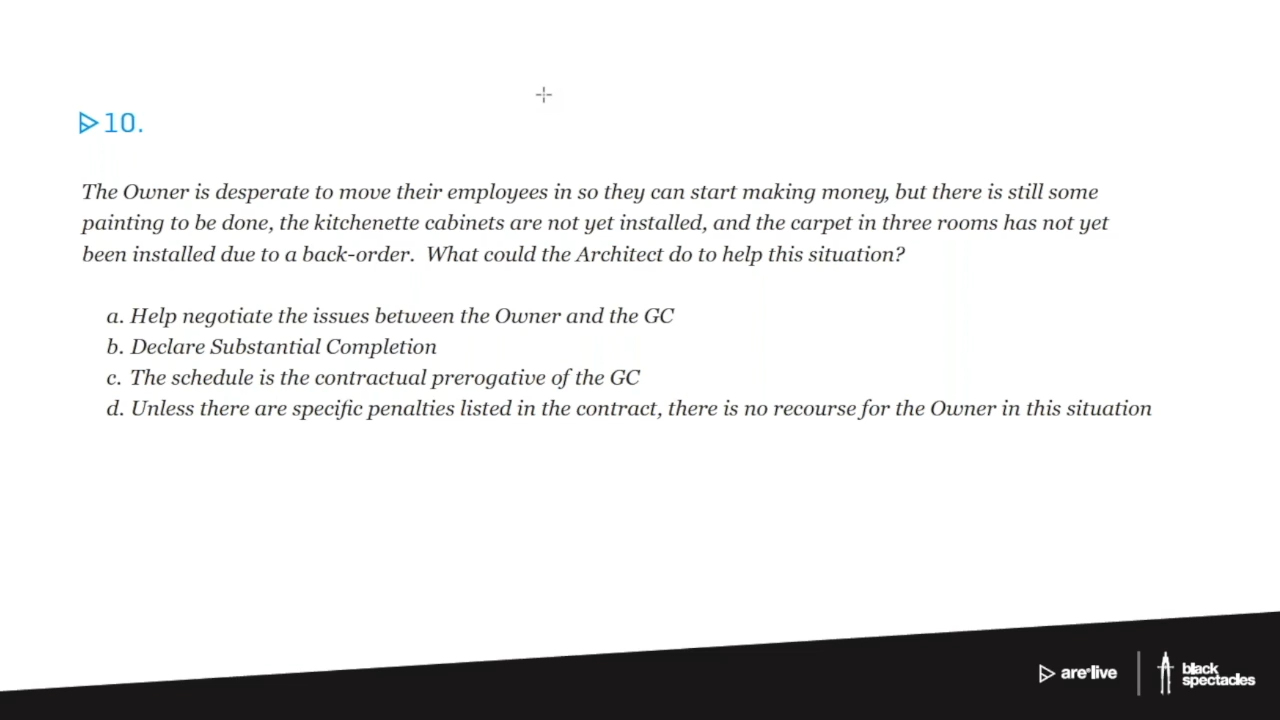 10.
The Owner is desperate to move their employees in so they can start making money, but there is still some
painting to be done, the kitchenette cabinets are not yet installed, and the carpet in three rooms has not yet
been installed due to a back-order. What could the Architect do to help this situation?
a. Help negotiate the issues between the Owner and the GC
b. Declare Substantial Completion
c. The schedule is the contractual prerogative of the GC
d. Unless there are specific penalties listed in the contract, there is no recourse for the Owner in this situation
are®live
black
spectacles